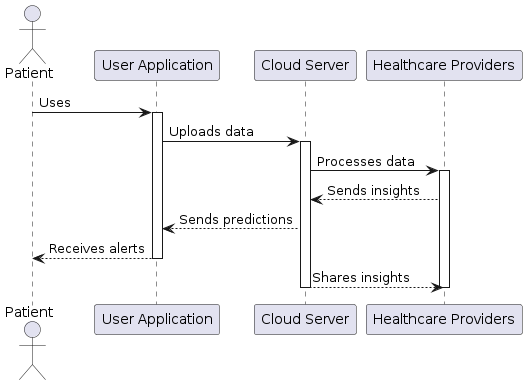 Patient
User Application
Cloud Server
Healthcare Providers
Uses
Uploads data
Processes data
Sends insights
Sends predictions
Receives alerts
Shares insights
Patient
User Application
Cloud Server
Healthcare Providers